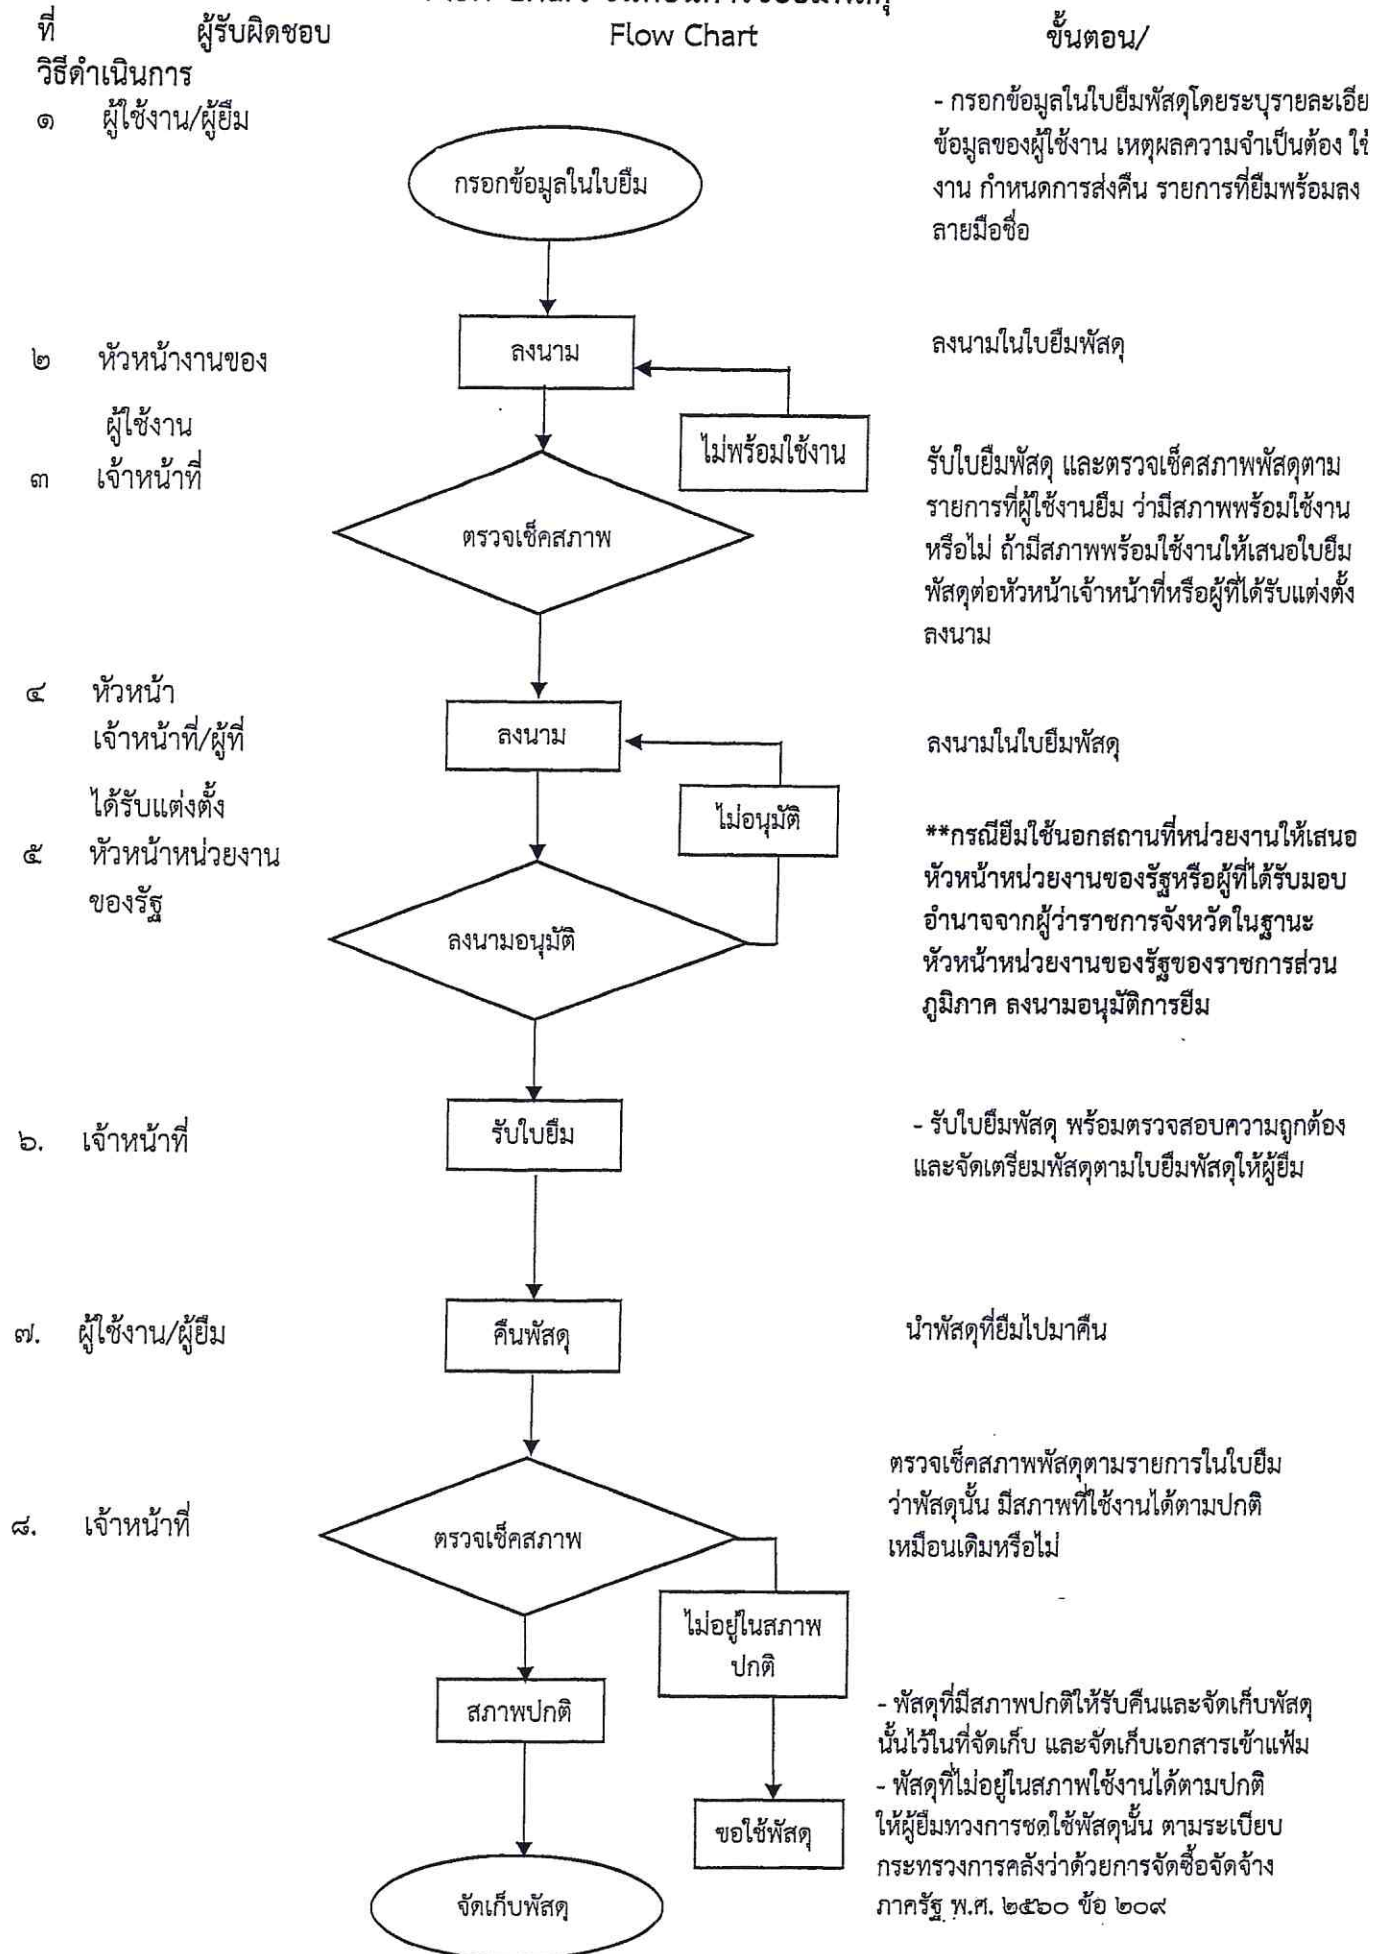 ที่ ผู้รับผิดชอบ Flow Chart ขั้นตอน/
วิธีดำเนินการ
๑ ผู้ใช้งาน/ผู้ยืม
กรอกข้อมูลในใบยืม
- กรอกข้อมูลในใบยืมพัสดุโดยระบุรายละเอีย
ข้อมูลของผู้ใช้งาน เหตุผลความจำเป็นต้อง ใช้
งาน กำหนดการส่งคืน รายการที่ยืมพร้อมลง
ลายมือชื่อ
๒ หัวหน้างานของ
ผู้ใช้งาน
ลงนาม
ลงนามในใบยืมพัสดุ
ไม่พร้อมใช้งาน
๓ เจ้าหน้าที่
ตรวจเช็คสภาพ
รับใบยืมพัสดุ และตรวจเช็คสภาพพัสดุตาม
รายการที่ผู้ใช้งานยืม ว่ามีสภาพพร้อมใช้งาน
หรือไม่ ถ้ามีสภาพพร้อมใช้งานให้เสนอใบยืม
พัสดุต่อหัวหน้าเจ้าหน้าที่หรือผู้ที่ได้รับแต่งตั้ง
ลงนาม
๔ หัวหน้า
เจ้าหน้าที่/ผู้ที่
ได้รับแต่งตั้ง
ลงนาม
ลงนามในใบยืมพัสดุ
ไม่อนุมัติ
๕ หัวหน้าหน่วยงาน
ของรัฐ
ลงนามอนุมัติ
**กรณียืมใช้นอกสถานที่หน่วยงานให้เสนอ
หัวหน้าหน่วยงานของรัฐหรือผู้ที่ได้รับมอบ
อำนาจจากผู้ว่าราชการจังหวัดในฐานะ
หัวหน้าหน่วยงานของรัฐของราชการส่วน
ภูมิภาค ลงนามอนุมัติการยืม
๖. เจ้าหน้าที่
รับใบยืม
- รับใบยืมพัสดุ พร้อมตรวจสอบความถูกต้อง
และจัดเตรียมพัสดุตามใบยืมพัสดุให้ผู้ยืม
๗. ผู้ใช้งาน/ผู้ยืม
คืนพัสดุ
นำพัสดุที่ยืมไปมาคืน
๘. เจ้าหน้าที่
ตรวจเช็คสภาพ
ตรวจเช็คสภาพพัสดุตามรายการในใบยืม
ว่าพัสดุนั้น มีสภาพที่ใช้งานได้ตามปกติ
เหมือนเดิมหรือไม่
ไม่อยู่ในสภาพ
ปกติ
สภาพปกติ
ขอใช้พัสดุ
จัดเก็บพัสดุ
- พัสดุที่มีสภาพปกติให้รับคืนและจัดเก็บพัสดุ
นั้นไว้ในที่จัดเก็บ และจัดเก็บเอกสารเข้าแฟ้ม
- พัสดุที่ไม่อยู่ในสภาพใช้งานได้ตามปกติ
ให้ผู้ยืมทวงการชดใช้พัสดุนั้น ตามระเบียบ
กระทรวงการคลังว่าด้วยการจัดซื้อจัดจ้าง
ภาครัฐ พ.ศ. ๒๕๖๐ ข้อ ๒๐๙